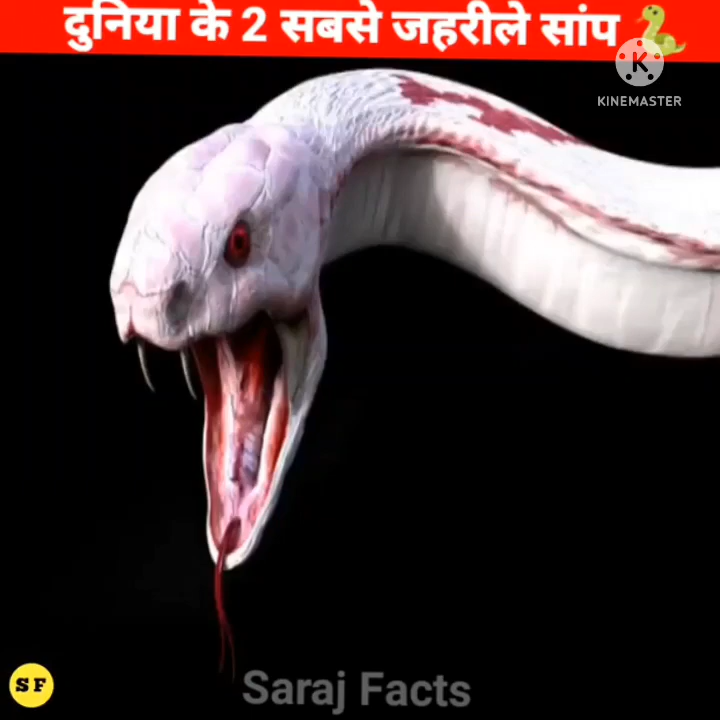 दुनिया के 2 सबसे जहरीले सांप
K
KINEMASTER
SF
Saraj Facts